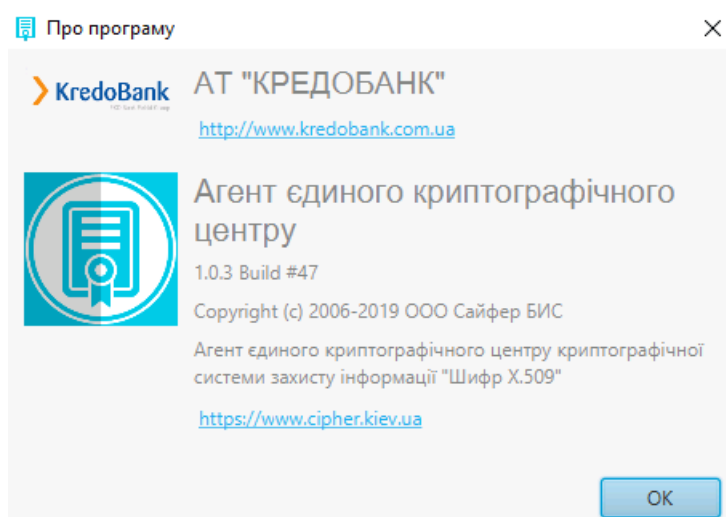 Про програму
KredoBank
АТ "КРЕДОБАНК"
http://www.kredobank.com.ua
Агент єдиного криптографічного
центру
1.0.3 Build #47
Copyright (c) 2006-2019 ООО Сайфер БИС
Агент єдиного криптографічного центру криптографічної
системи захисту інформації "Шифр X.509"
https://www.cipher.kiev.ua
ОК